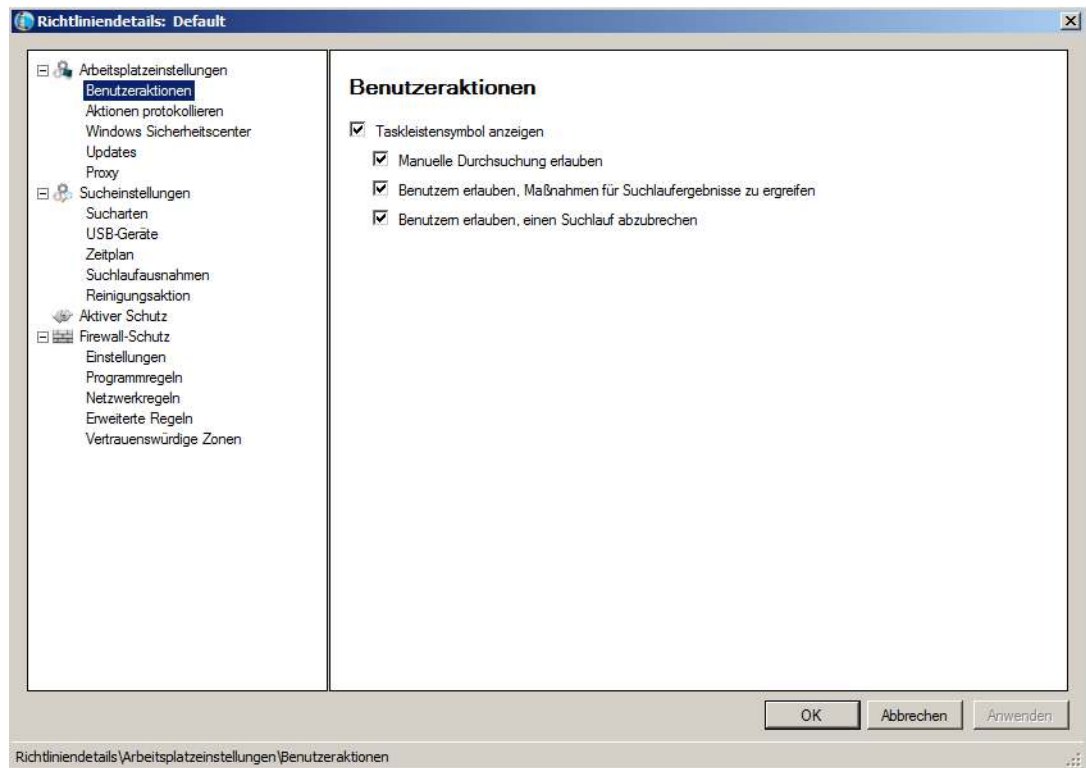 Richtliniendetails: Default
Arbeitsplatzeinstellungen
Benutzeraktionen
Aktionen protokollieren
Windows Sicherheitscenter
Updates
Proxy
Sucheinstellungen
Sucharten
USB-Geräte
Zeitplan
Suchlaufausnahmen
Reinigungsaktion
Aktiver Schutz
Firewall-Schutz
Einstellungen
Programmregeln
Netzwerkregeln
Erweiterte Regeln
Vertrauenswürdige Zonen
Benutzeraktionen
Taskleistensymbol anzeigen
Manuelle Durchsuchung erlauben
Benutzern erlauben, Maßnahmen für Suchlaufergebnisse zu ergreifen
Benutzern erlauben, einen Suchlauf abzubrechen
OK
Abbrechen
Anwenden
Richtliniendetails\Arbeitsplatzeinstellungen\Benutzeraktionen